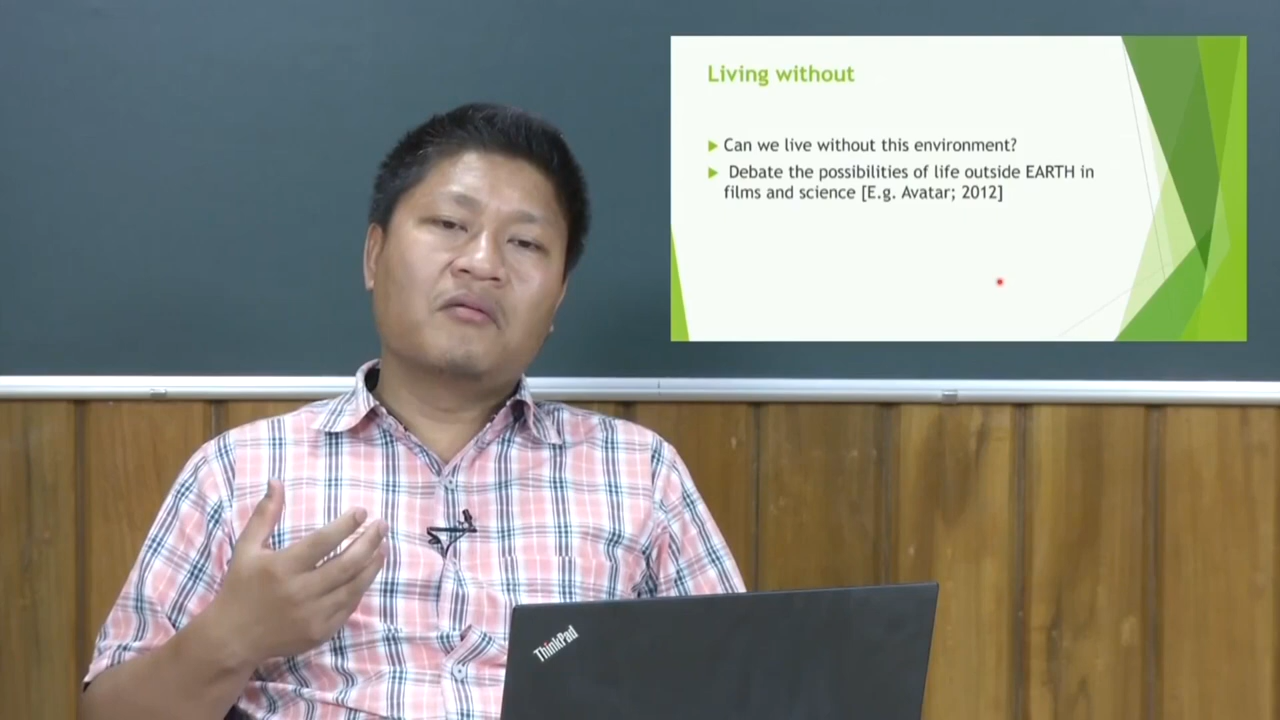 Living without
Can we live without this environment?
Debate the possibilities of life outside EARTH in
films and science [E.g. Avatar; 2012]
ThinkPad